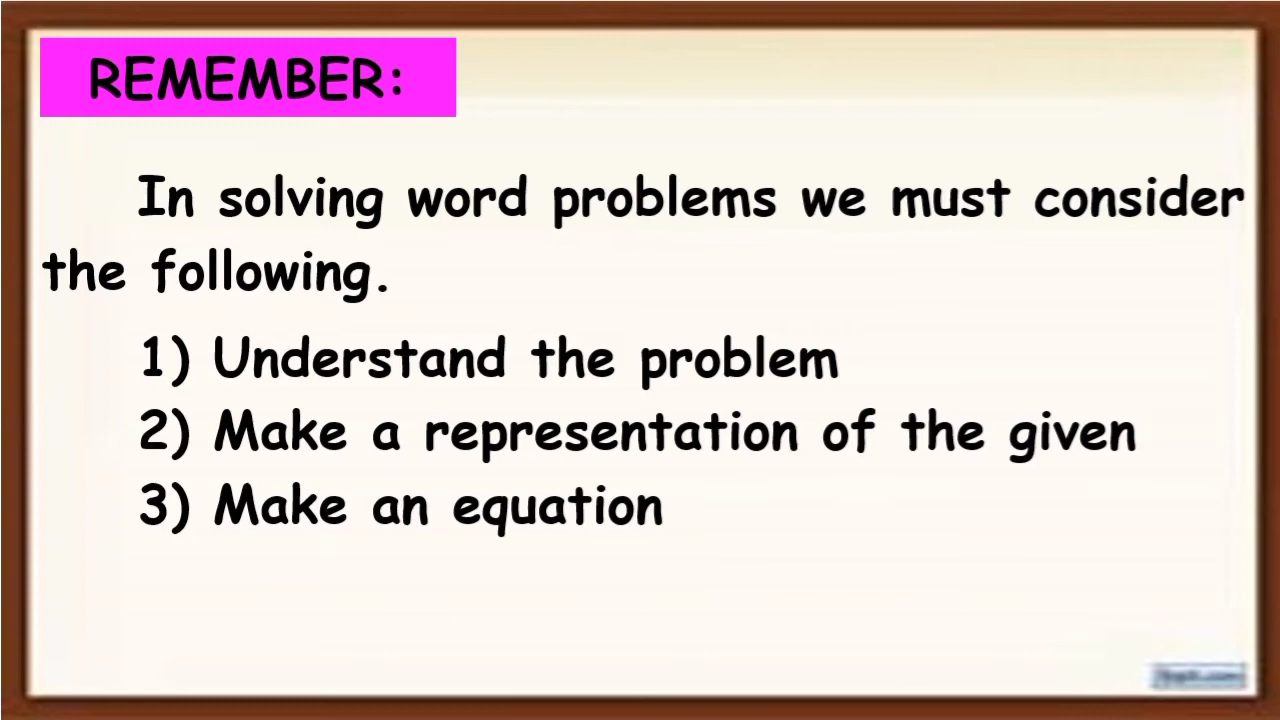 REMEMBER:
In solving word problems we must consider
the following.
1) Understand the problem
2) Make a representation of the given
3) Make an equation